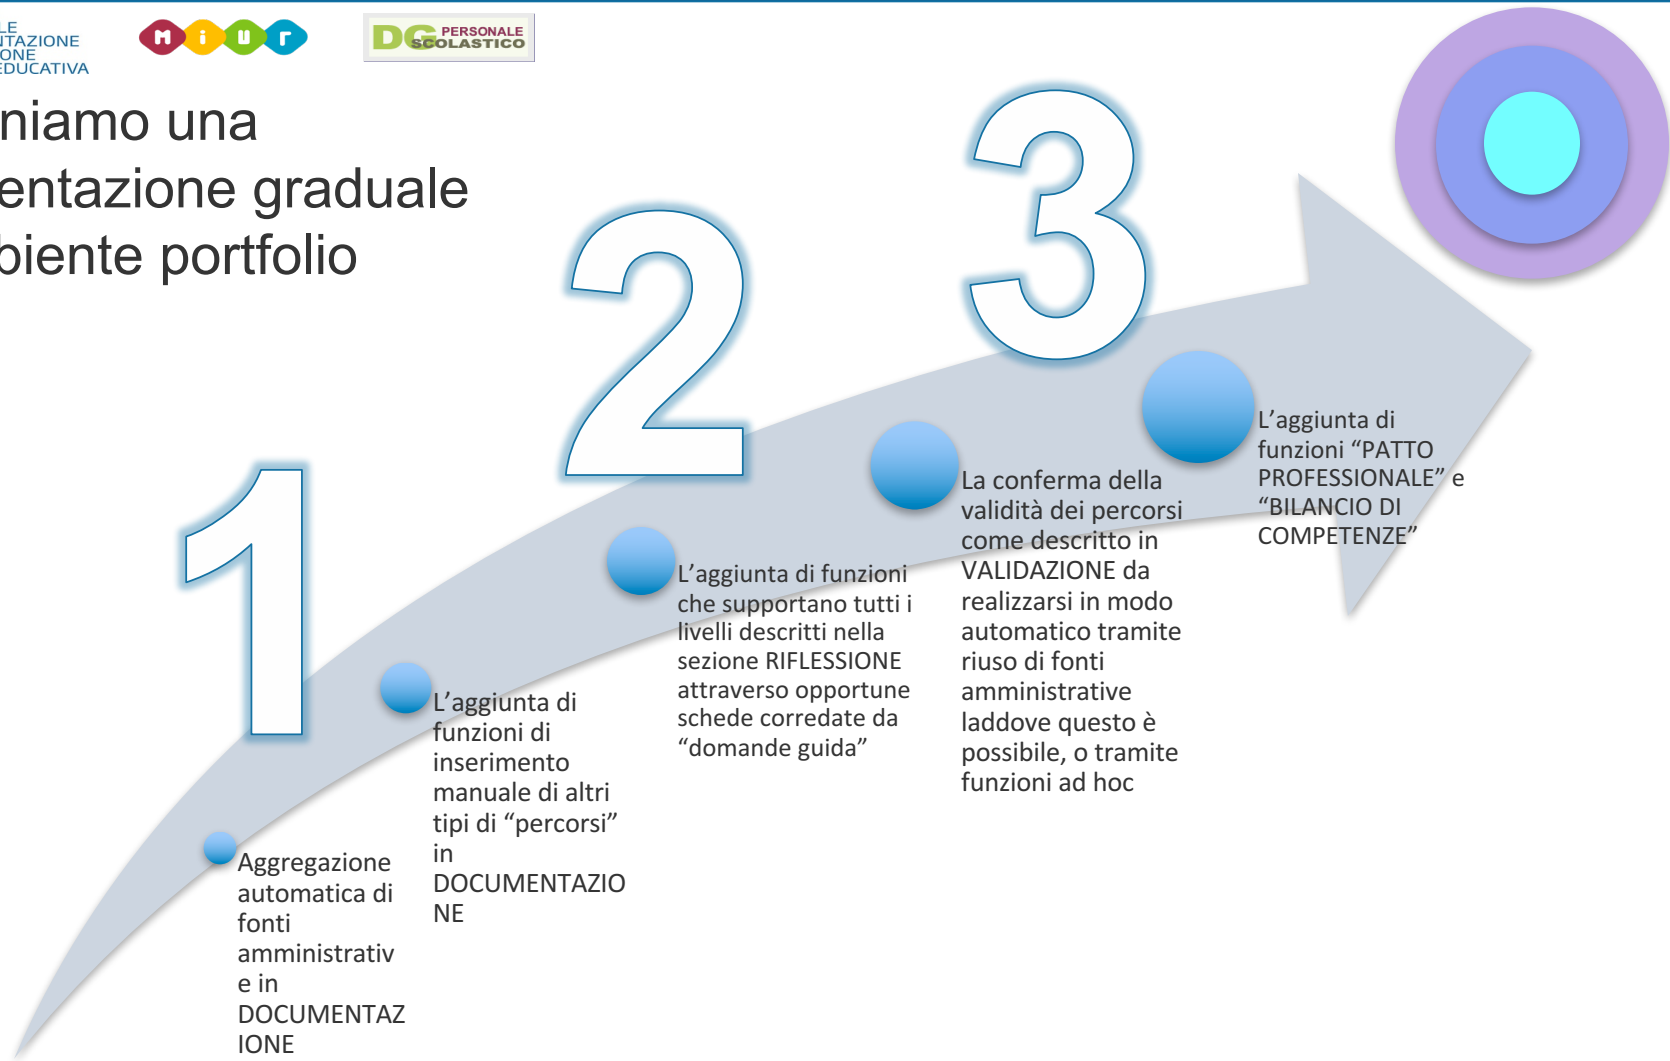 LE
NTAZIONE
IONE
EDUCATIVA
miur
DG PERSONALE
SCOLASTICO
niamo una
entazione graduale
biente portfolio
1
2
3
Aggregazione
automatica di
fonti
amministrativ
e in
DOCUMENTAZ
IONE
L’aggiunta di
funzioni di
inserimento
manuale di altri
tipi di “percorsi”
in
DOCUMENTAZIO
NE
L’aggiunta di funzioni
che supportano tutti i
livelli descritti nella
sezione RIFLESSIONE
attraverso opportune
schede corredate da
“domande guida”
La conferma della
validità dei percorsi
come descritto in
VALIDAZIONE da
realizzarsi in modo
automatico tramite
riuso di fonti
amministrative
laddove questo è
possibile, o tramite
funzioni ad hoc
L’aggiunta di
funzioni “PATTO
PROFESSIONALE” e
“BILANCIO DI
COMPETENZE”